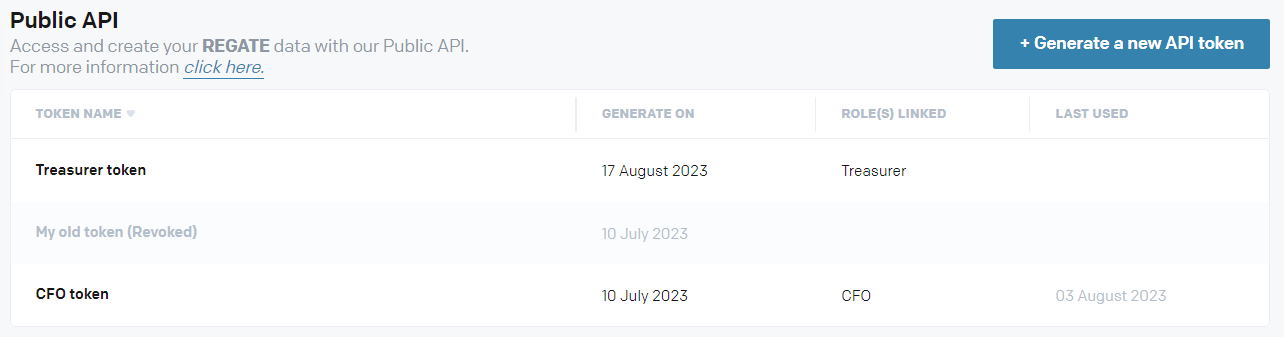 Public API
Access and create your REGATE data with our Public API.
For more information click here.
+ Generate a new API token
TOKEN NAME GENERATE ON ROLE(S) LINKED LAST USED
Treasurer token 17 August 2023 Treasurer
My old token (Revoked) 10 July 2023
CFO token 10 July 2023 CFO 03 August 2023